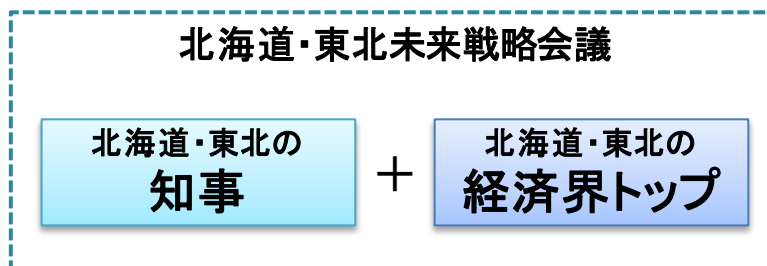 北海道・東北未来戦略会議
北海道・東北の
知事
＋
北海道・東北の
経済界トップ